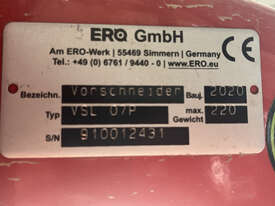 ERO GmbH
Am ERO-Werk | 55469 Simmern | Germany
Tel.: +49 (0) 6761 / 9440 - 0 | www.ERO.eu
CE
Bezeichn. Vorschneider Bauj. 2020
Typ VSL 07P max. Gewicht 220
S/N 910012431